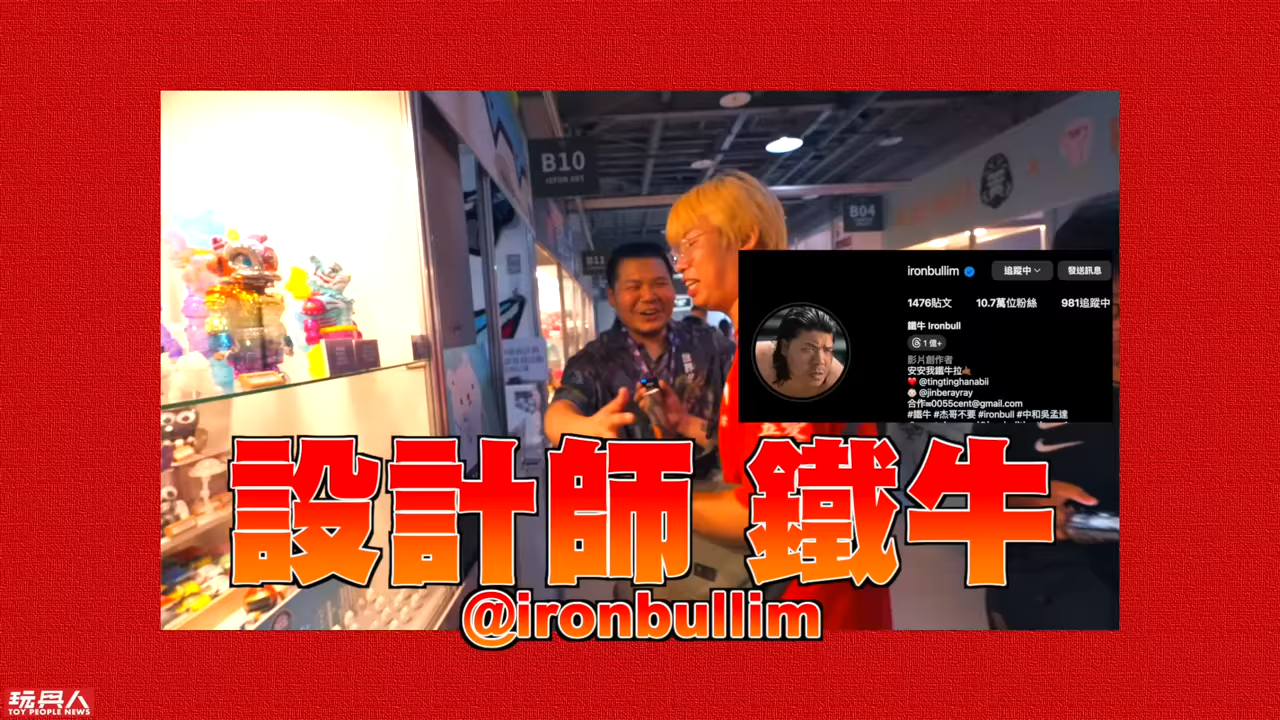 B10
B04
B11
ironbullim
追蹤中
發送訊息
1476貼文
10.7萬位粉絲
981追蹤中
鐵牛 Ironbull
1 億+
影片創作者
安安我鐵牛拉🤙🏾
❤️ @tingtinghanabii
@jinberayray
合作✉0055cent@gmail.com
#鐵牛 #杰哥不要 #ironbull #中和吳孟達
設計師 鐵牛
@ironbullim
玩具人
TOY PEOPLE NEWS